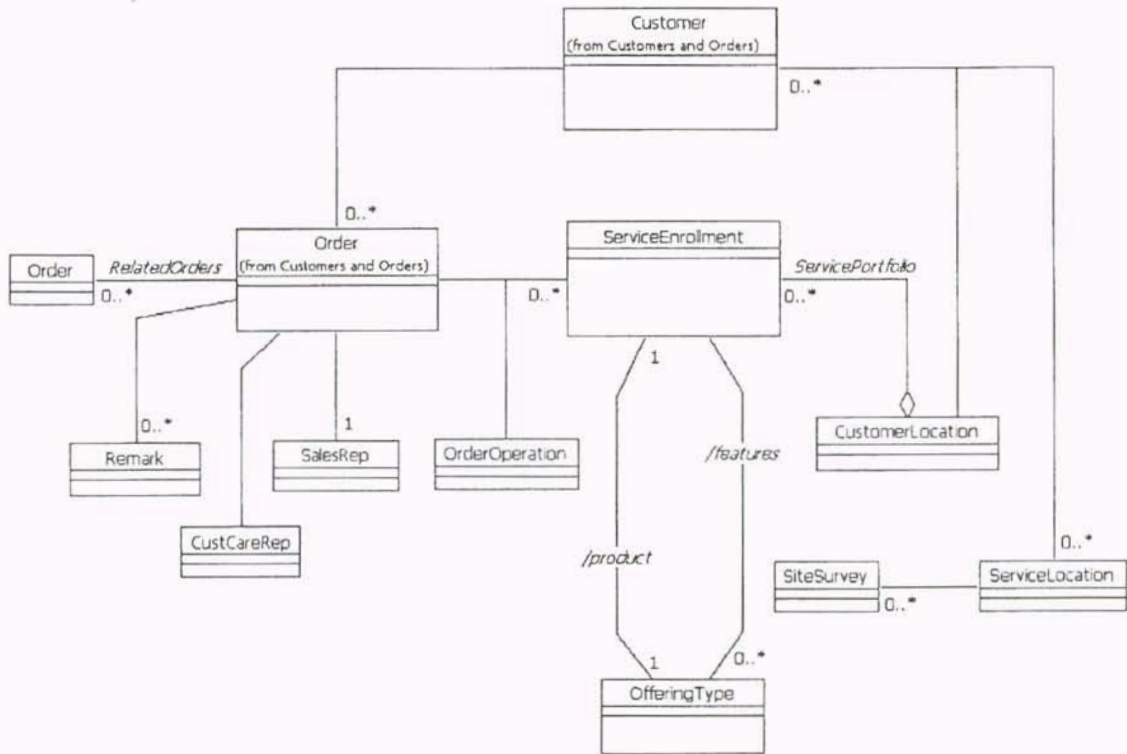 Customer
(from Customers and Orders)
0..*
0..*
Order
(from Customers and Orders)
ServiceEnrollment
Order
RelatedOrders
0..*
0..*
ServicePortfolio
0..*
1
0..*
1
Remark
SalesRep
OrderOperation
CustomerLocation
/features
CustCareRep
/product
0..*
SiteSurvey
0..*
ServiceLocation
1
0..*
OfferingType